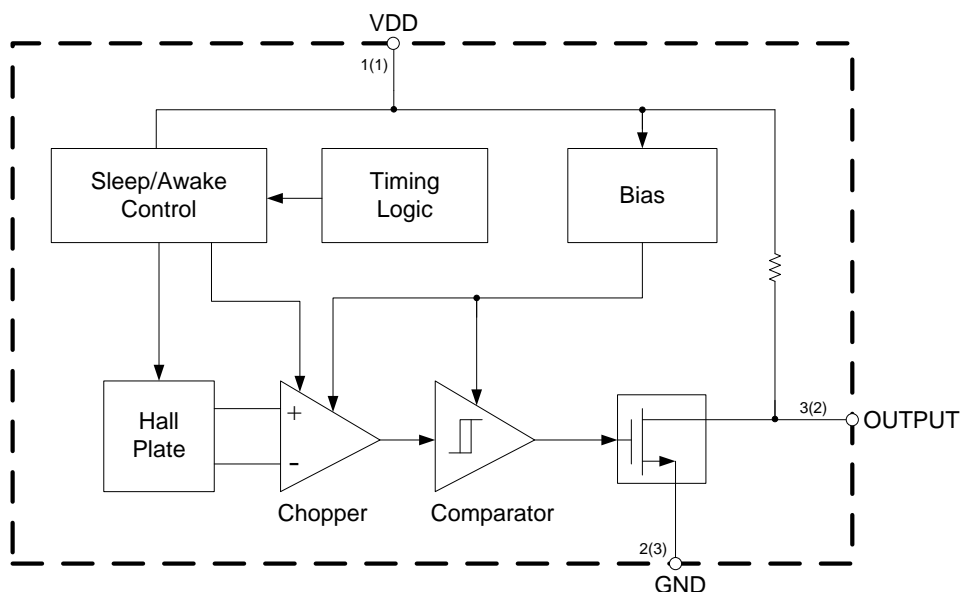 VDD
1(1)
Sleep/Awake
Control
Timing
Logic
Bias
Hall
Plate
+
-
Chopper
Comparator
3(2)
OUTPUT
2(3)
GND